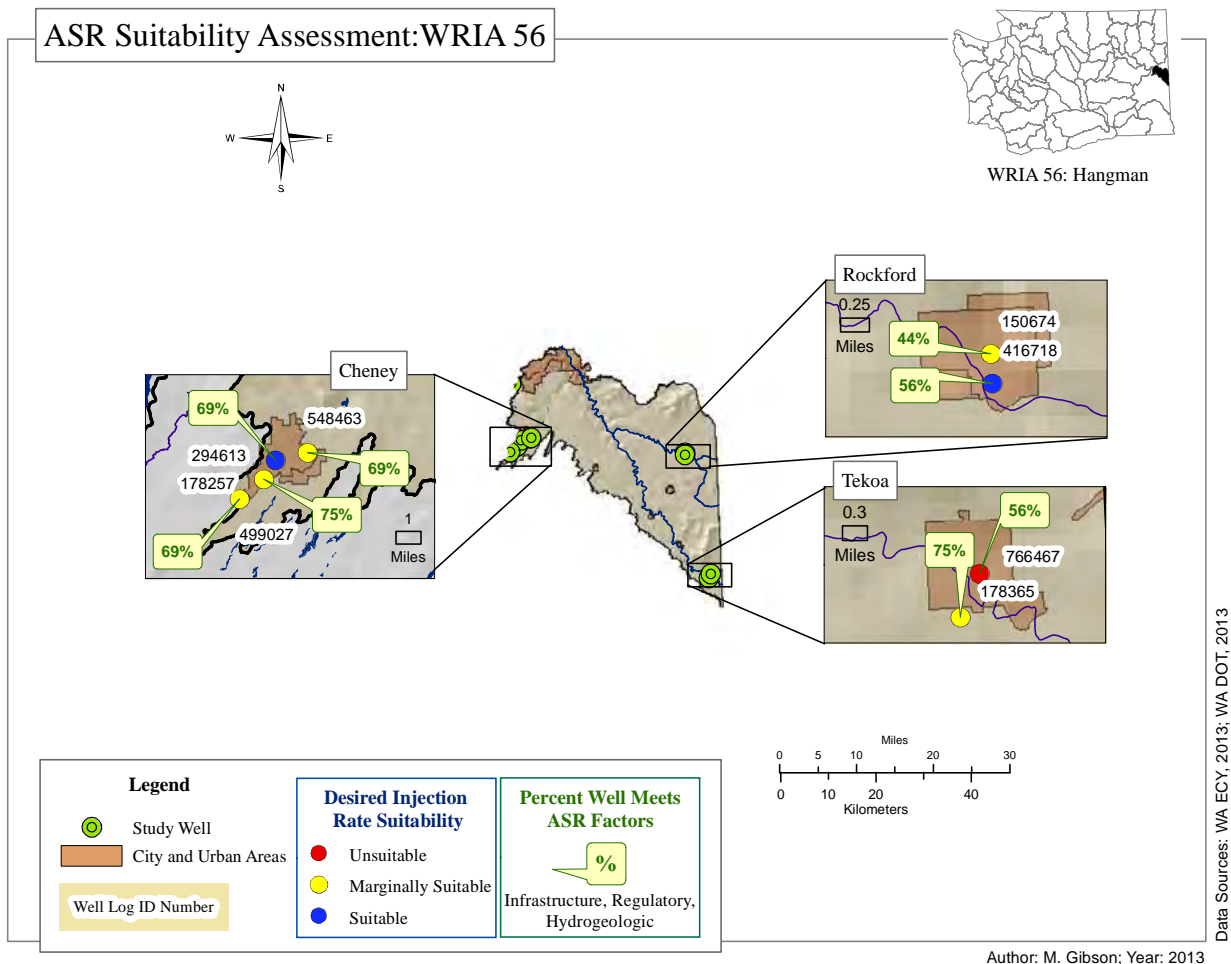 ASR Suitability Assessment:WRIA 56
N
W
E
S
WRIA 56: Hangman
Rockford
0.25
Miles
150674
44%
416718
56%
Cheney
69%
548463
294613
69%
178257
75%
1
Miles
499027
69%
Tekoa
0.3
Miles
56%
75%
766467
178365
Miles
0 5 10 20 30
0 10 20 40
Kilometers
Legend
Study Well
City and Urban Areas
Well Log ID Number
Desired Injection
Rate Suitability
Unsuitable
Marginally Suitable
Suitable
Percent Well Meets
ASR Factors
%
Infrastructure, Regulatory,
Hydrogeologic
Data Sources: WA ECY, 2013; WA DOT, 2013
Author: M. Gibson; Year: 2013